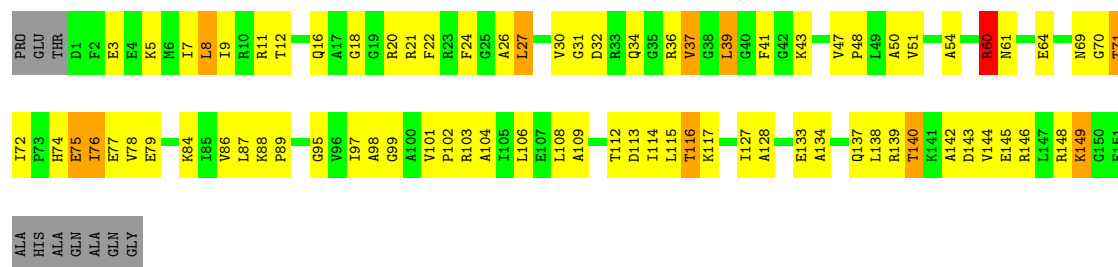 PRO GLU THR D1 F2 E3 E4 K5 M6 I7 L8 I9 R10 R11 T12 Q16 A17 G18 G19 R20 R21 F22 R23 F24 G25 A26 L27 V30 G31 D32 R33 Q34 G35 R36 V37 G38 L39 G40 F41 G42 K43 V47 P48 L49 A50 V51 A54 R60 N61 E64 N69 G70 T71
I72 P73 H74 E75 I76 E77 V78 E79 K84 I85 V86 L87 K88 P89 G95 V96 I97 A98 G99 A100 V101 P102 R103 A104 I105 L106 E107 L108 A109 T112 D113 I114 L115 T116 K117 I127 A128 E133 A134 Q137 L138 R139 T140 K141 A142 D143 V144 E145 R146 L147 R148 K149 G150 E151
ALA HIS ALA GLN ALA GLN GLY